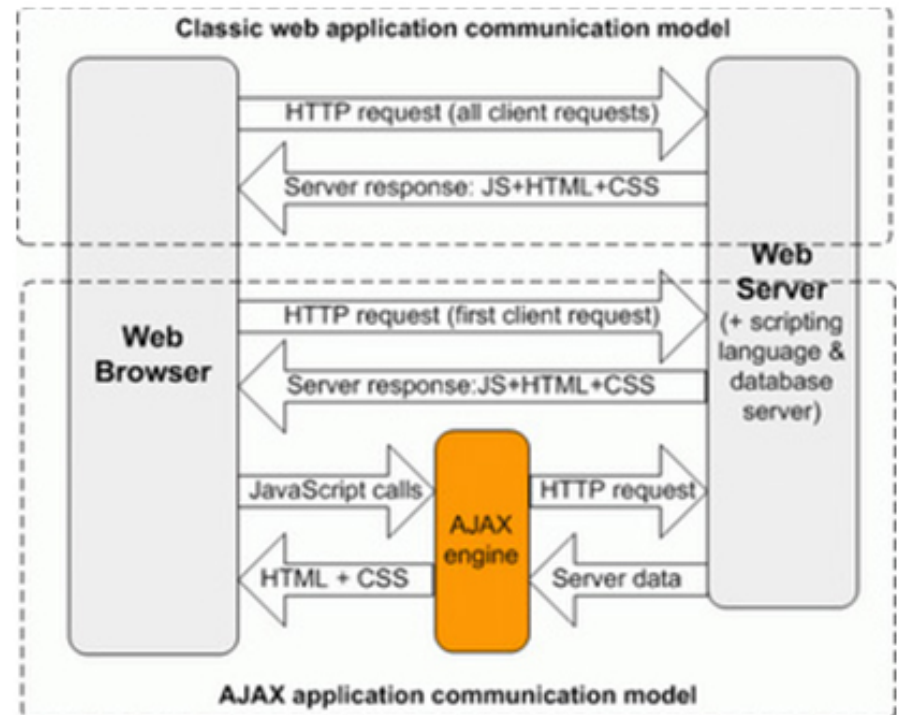 Classic web application communication model
HTTP request (all client requests)
Server response: JS+HTML+CSS
Web
Server
(+ scripting
language &
database
server)
HTTP request (first client request)
Web
Browser
Server response:JS+HTML+CSS
JavaScript calls
HTTP request
AJAX
engine
HTML + CSS
Server data
AJAX application communication model